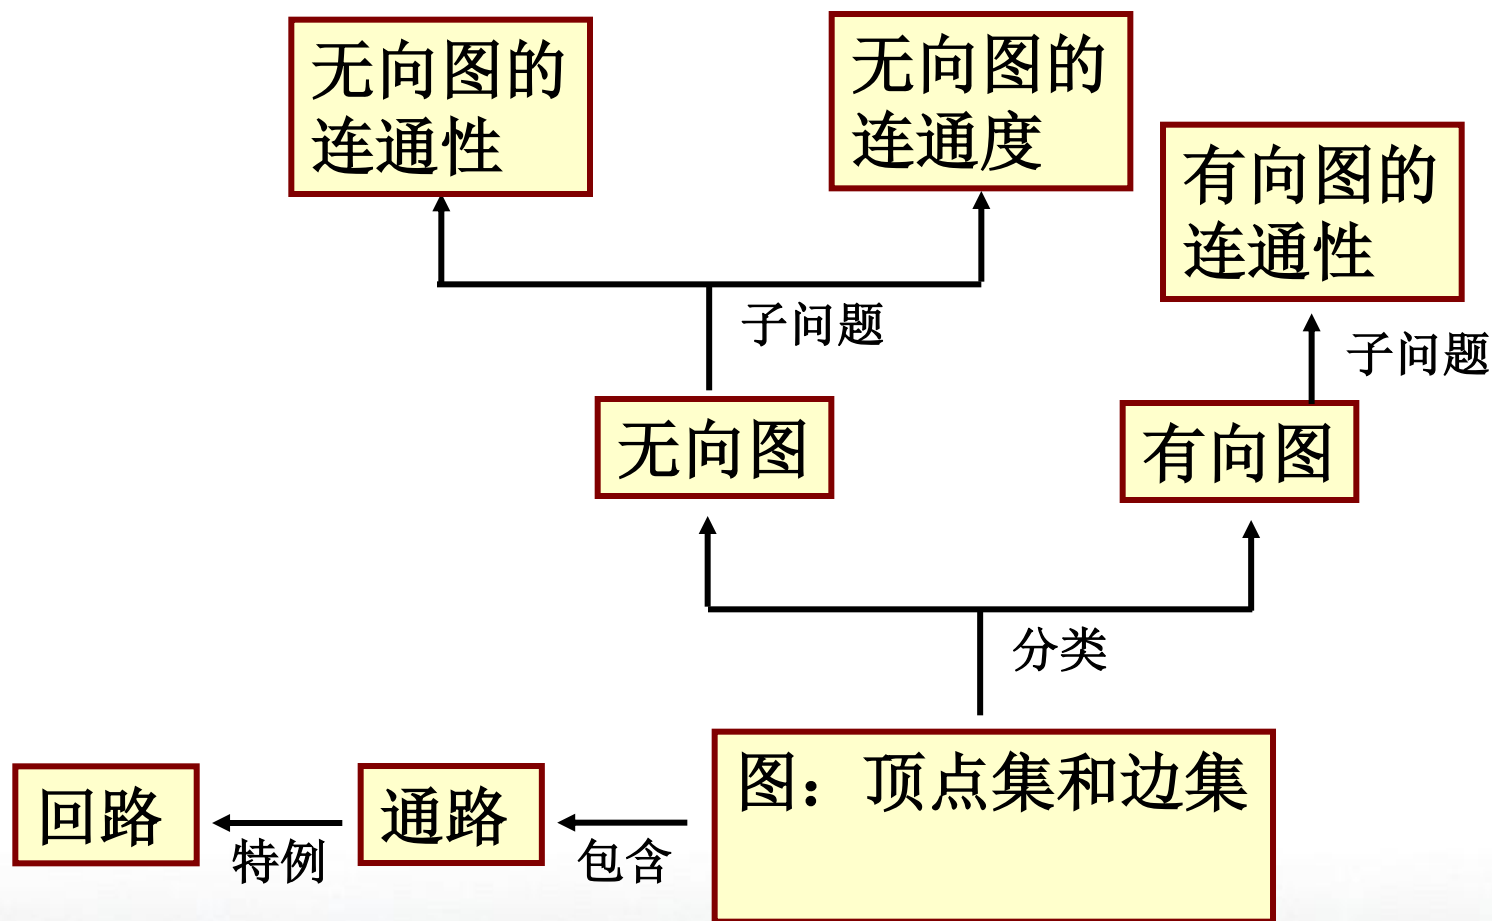 无向图的
连通性
无向图的
连通度
有向图的
连通性
子问题
子问题
无向图
有向图
分类
图：顶点集和边集
回路
特例
通路
包含